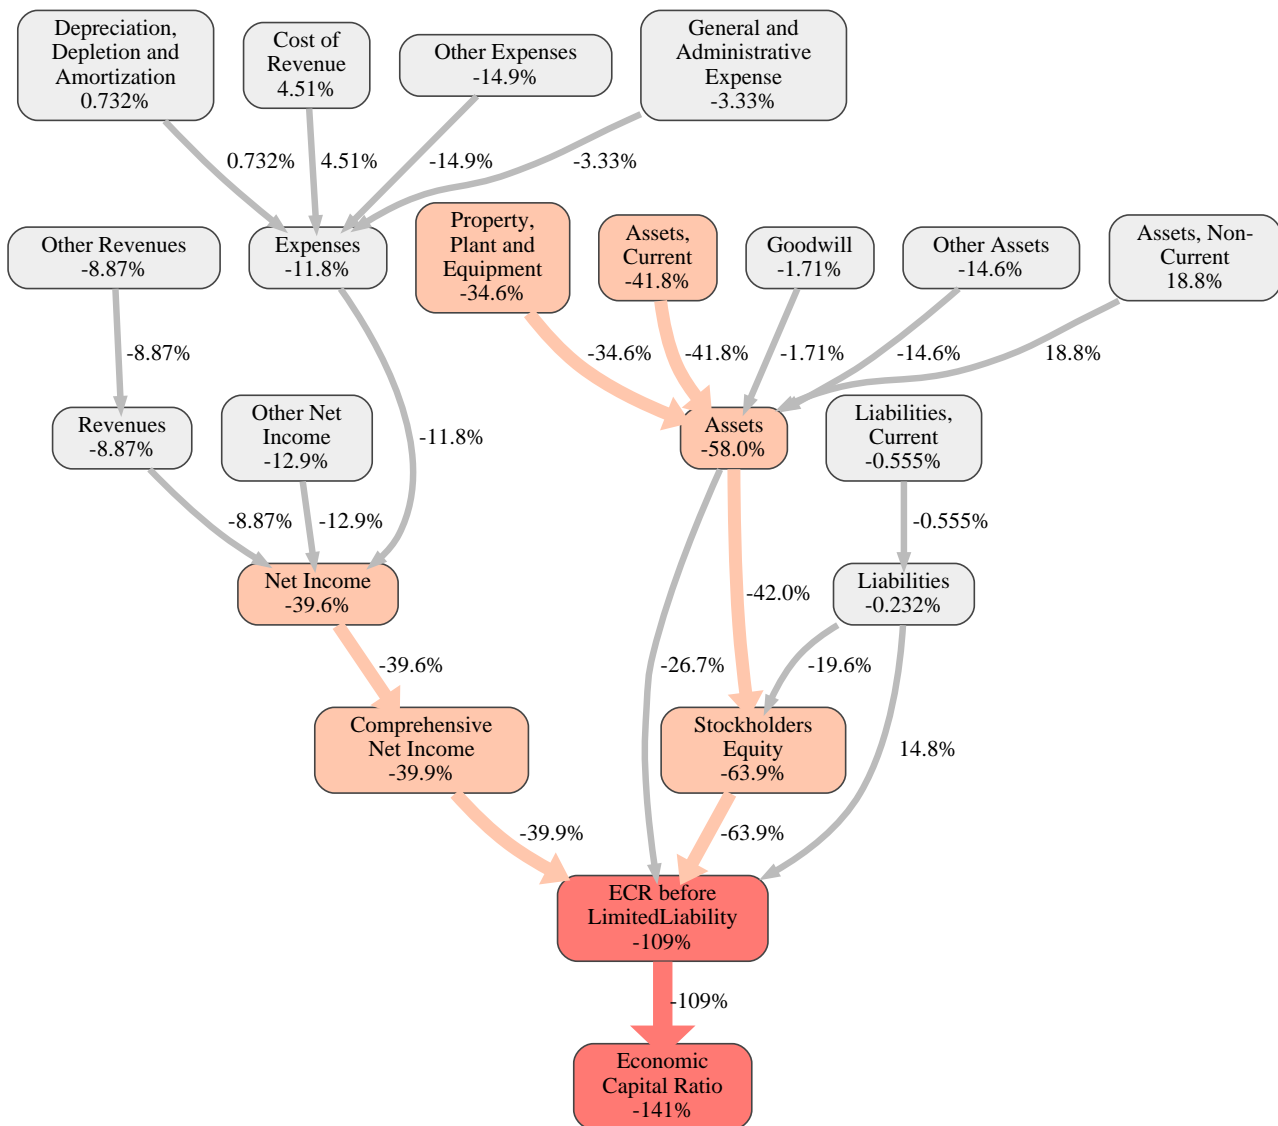 Depreciation,
Depletion and
Amortization
0.732%
Cost of
Revenue
4.51%
Other Expenses
-14.9%
General and
Administrative
Expense
-3.33%
0.732%
4.51%
-14.9%
-3.33%
Other Revenues
-8.87%
Expenses
-11.8%
Property,
Plant and
Equipment
-34.6%
Assets,
Current
-41.8%
Goodwill
-1.71%
Other Assets
-14.6%
Assets, Non-
Current
18.8%
-8.87%
-34.6%
-41.8%
-1.71%
-14.6%
18.8%
Revenues
-8.87%
Other Net
Income
-12.9%
-11.8%
Assets
-58.0%
Liabilities,
Current
-0.555%
-8.87%
-12.9%
-0.555%
Net Income
-39.6%
-42.0%
Liabilities
-0.232%
-39.6%
-26.7%
-19.6%
Comprehensive
Net Income
-39.9%
Stockholders
Equity
-63.9%
14.8%
-39.9%
-63.9%
ECR before
LimitedLiability
-109%
-109%
Economic
Capital Ratio
-141%